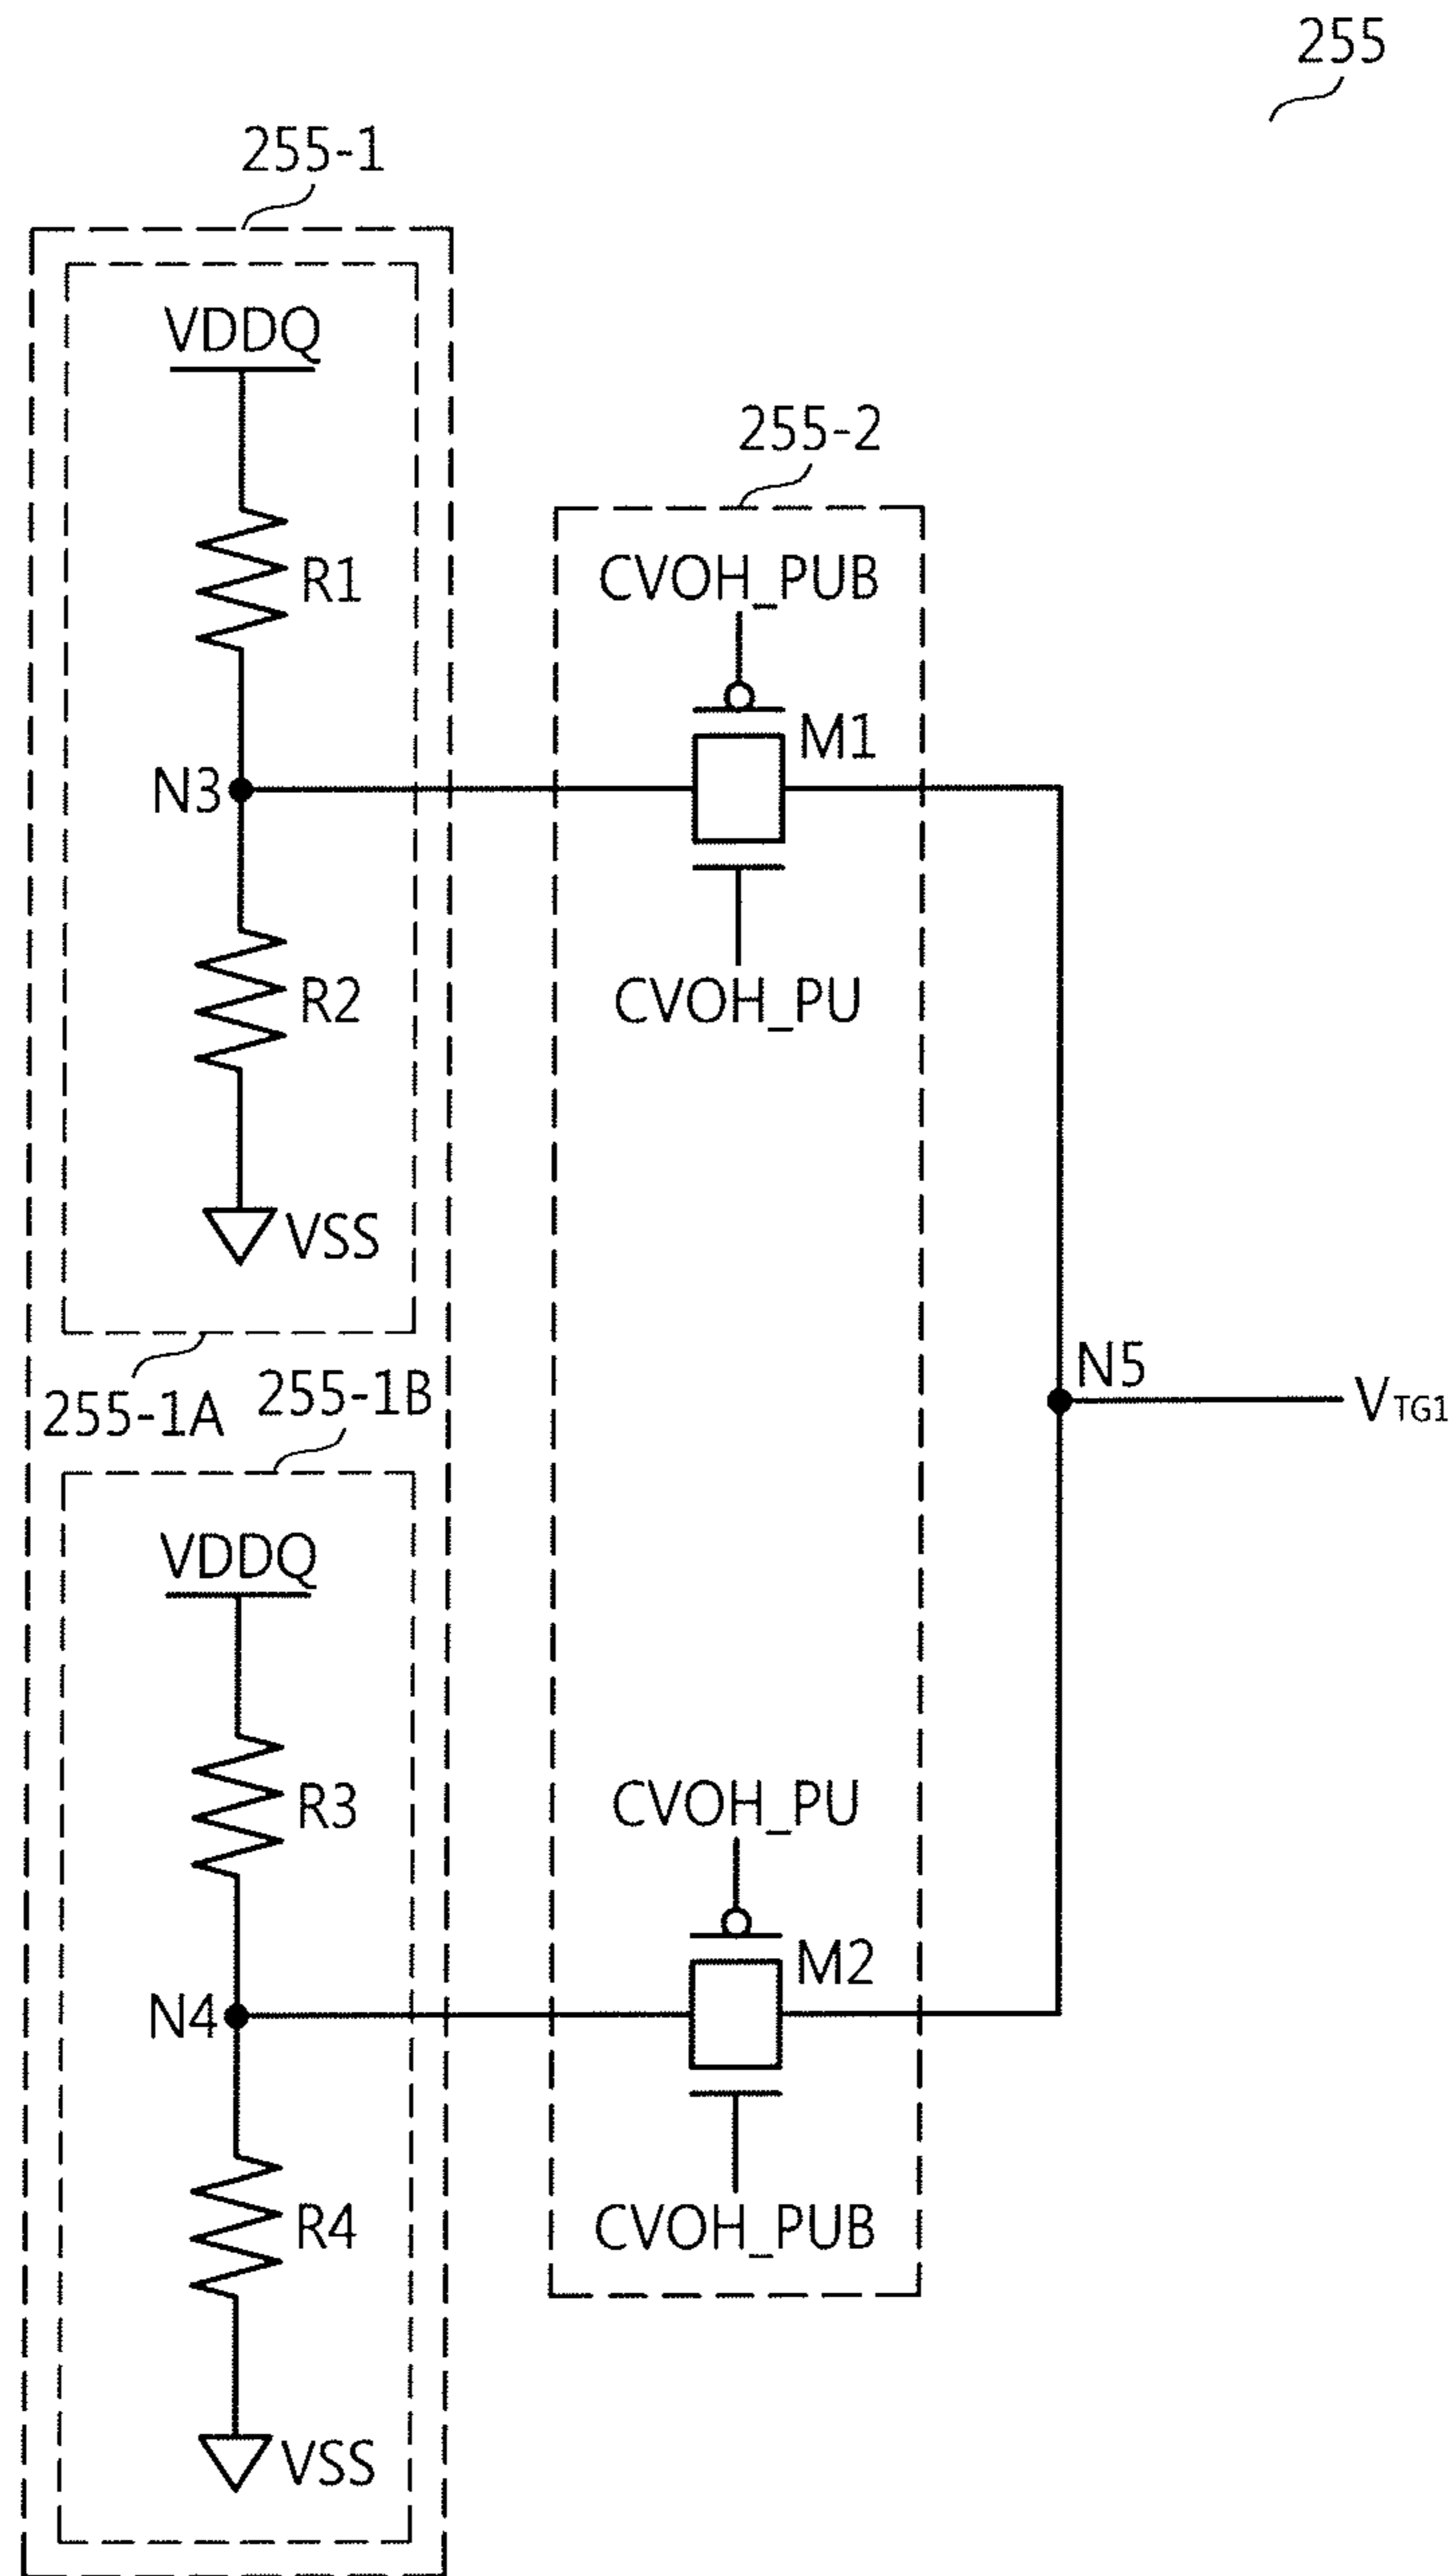 255
255-1
VDDQ
R1
N3
R2
VSS
255-1A
255-2
CVOH_PUB
M1
CVOH_PU
255-1B
VDDQ
R3
N4
R4
VSS
CVOH_PU
M2
CVOH_PUB
N5
VTG1